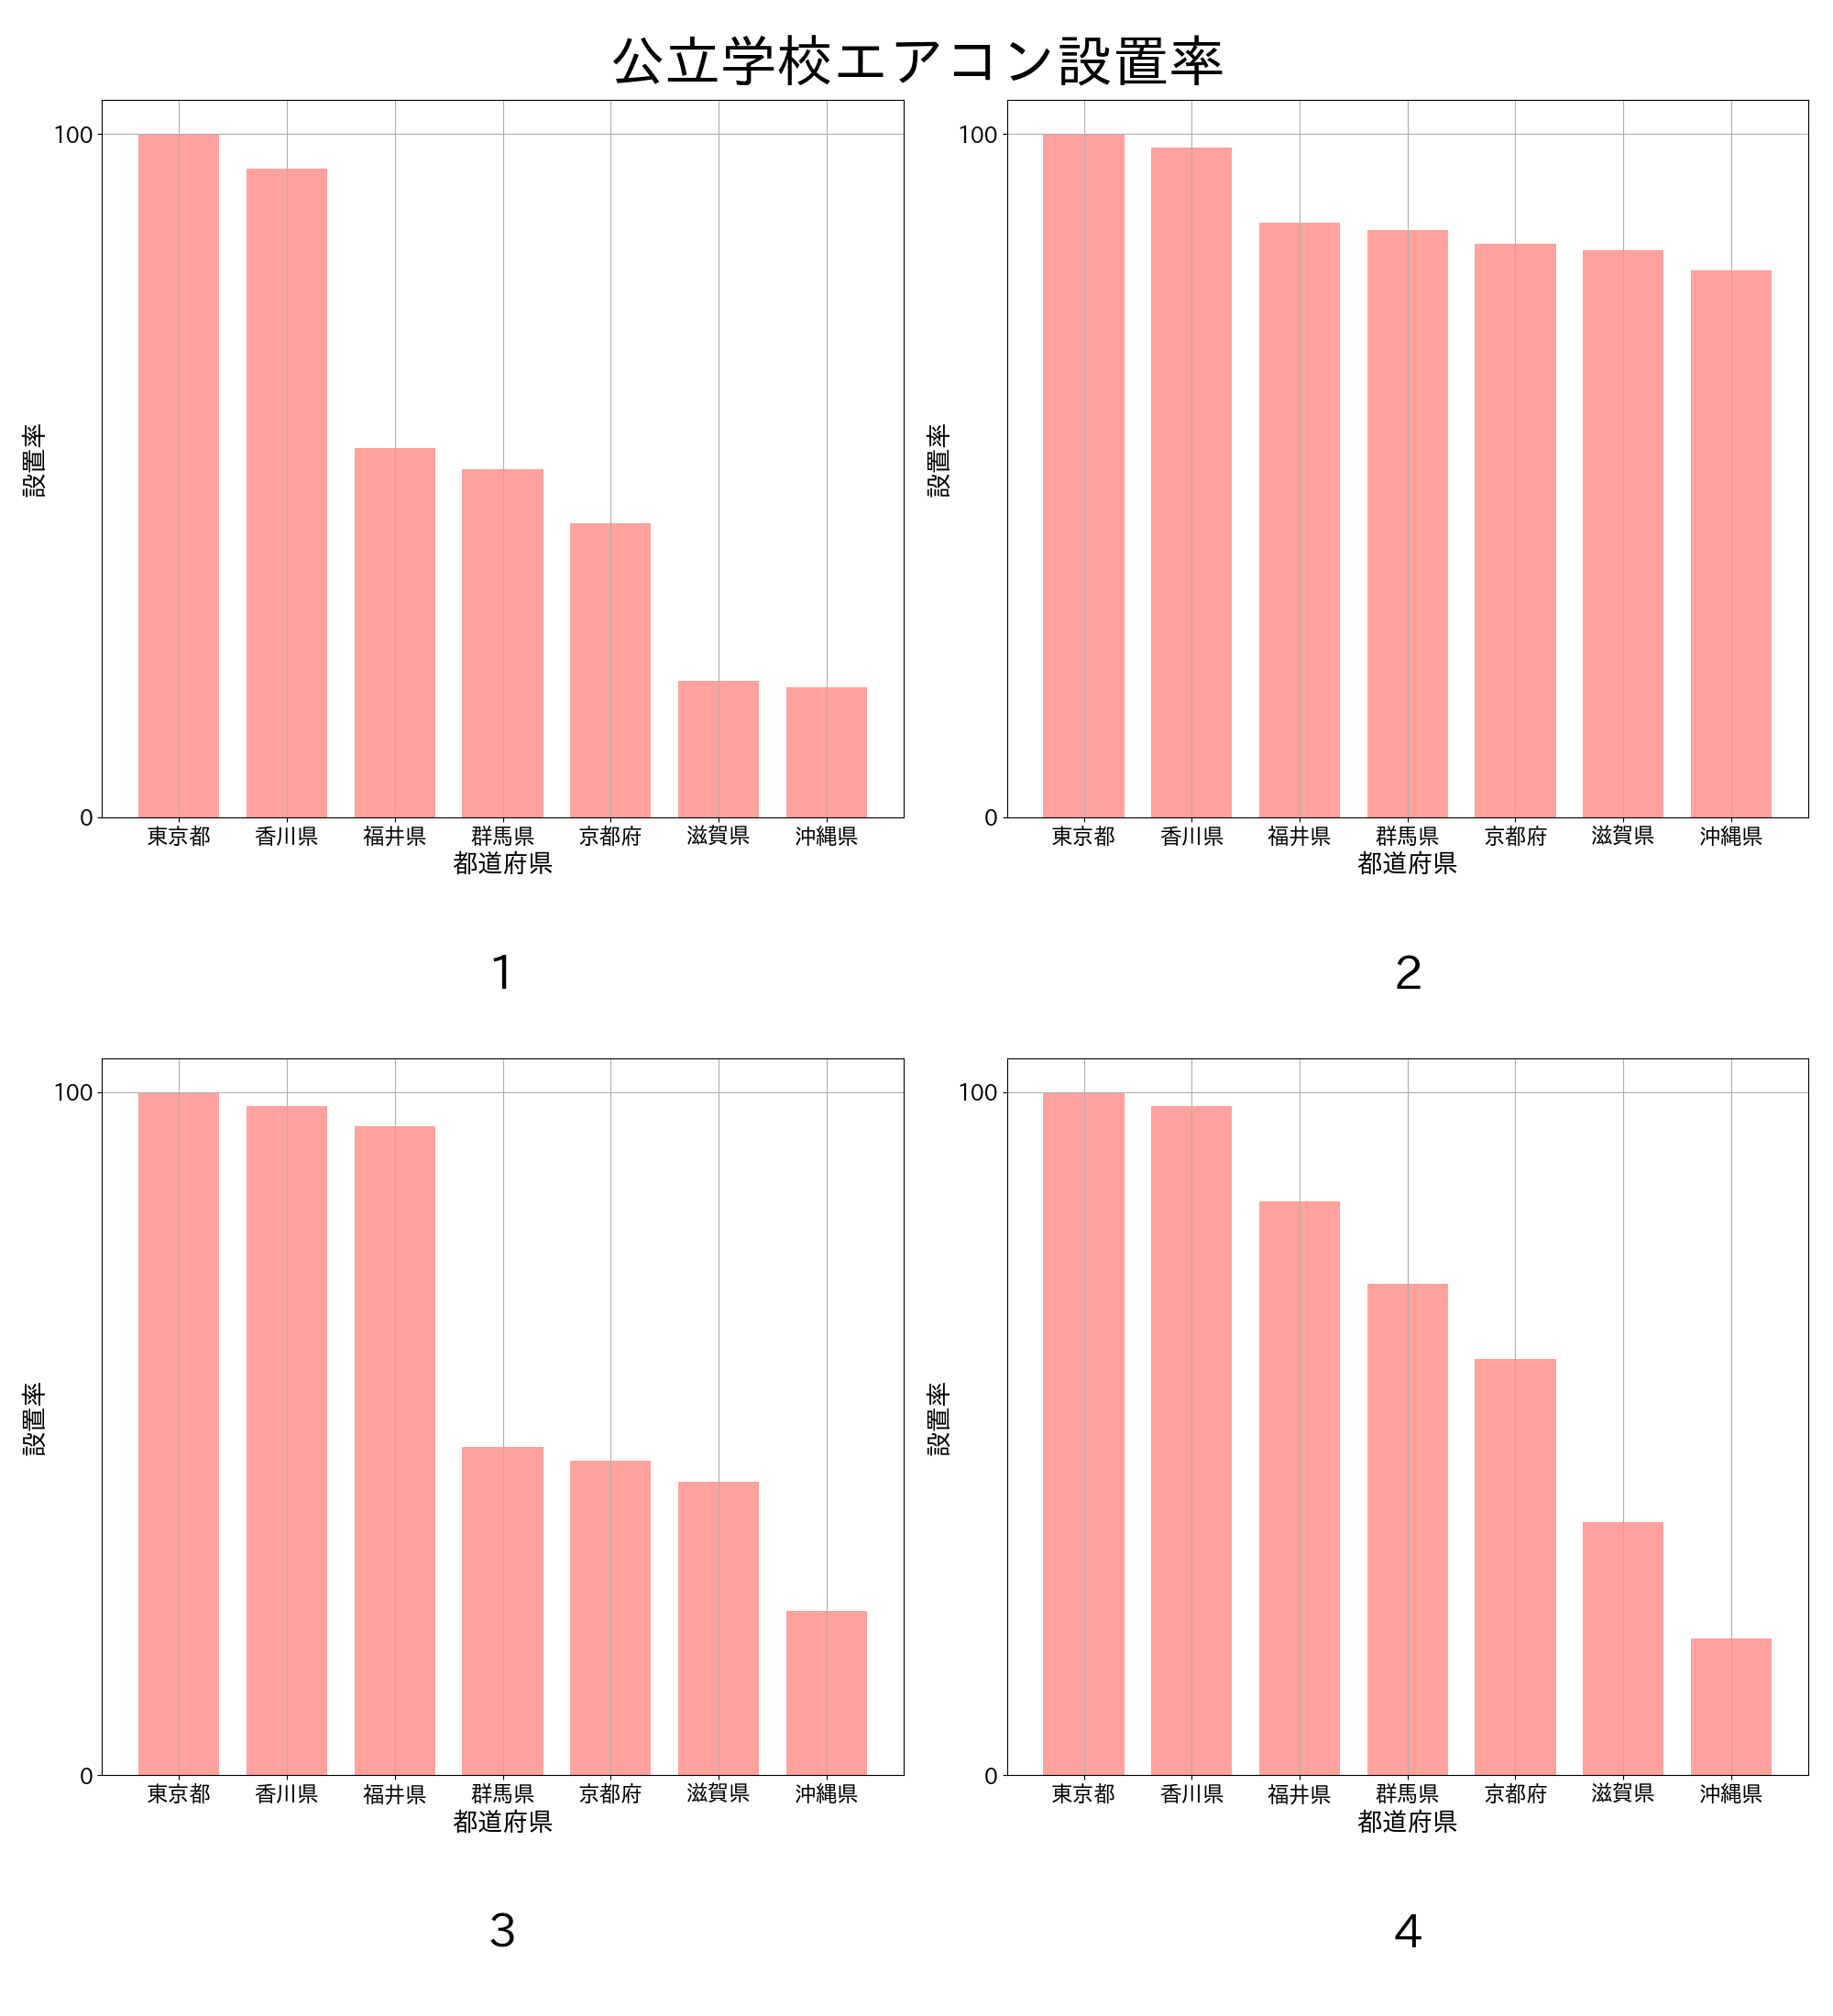 公立学校エアコン設置率
100
0
設置率
東京都 香川県 福井県 群馬県 京都府 滋賀県 沖縄県
都道府県
1
100
0
設置率
東京都 香川県 福井県 群馬県 京都府 滋賀県 沖縄県
都道府県
2
100
0
設置率
東京都 香川県 福井県 群馬県 京都府 滋賀県 沖縄県
都道府県
3
100
0
設置率
東京都 香川県 福井県 群馬県 京都府 滋賀県 沖縄県
都道府県
4